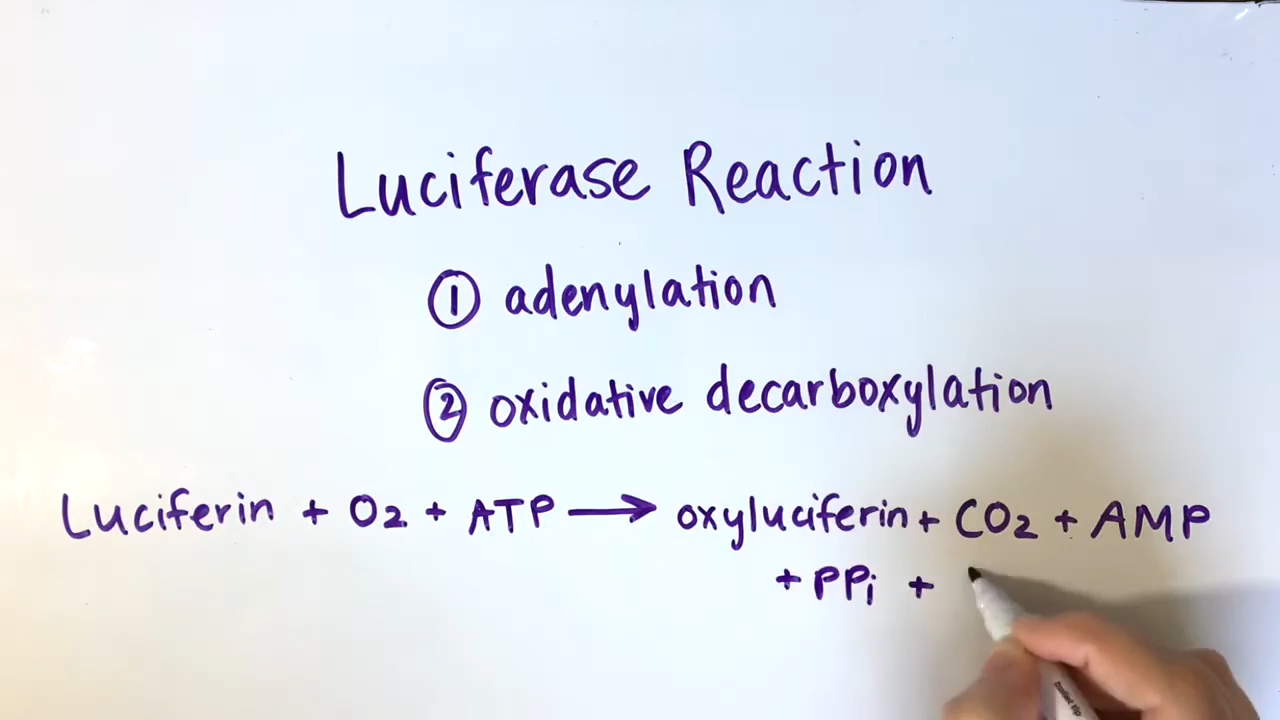 Luciferase Reaction
① adenylation
② oxidative decarboxylation
Luciferin + O2 + ATP → oxyluciferin + CO2 + AMP
+ PPi +